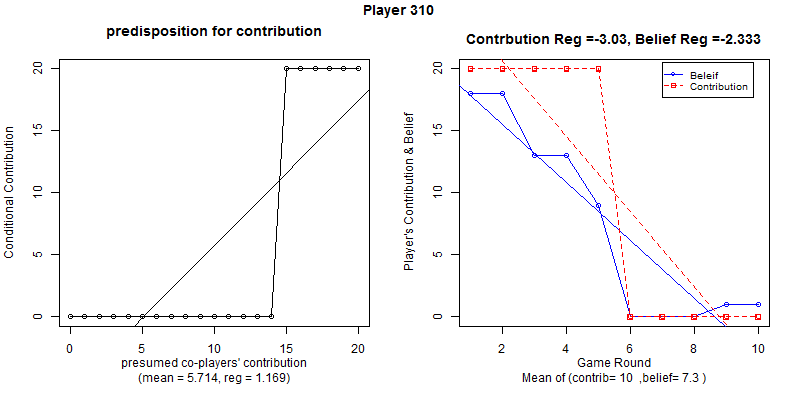 Player 310
predisposition for contribution
Conditional Contribution
20
15
10
5
0
0 5 10 15 20
presumed co-players' contribution
(mean = 5.714, reg = 1.169)
Contrbution Reg =-3.03, Belief Reg =-2.333
Player's Contribution & Belief
20
15
10
5
0
Beleif
Contribution
2 4 6 8 10
Game Round
Mean of (contrib= 10 ,belief= 7.3 )